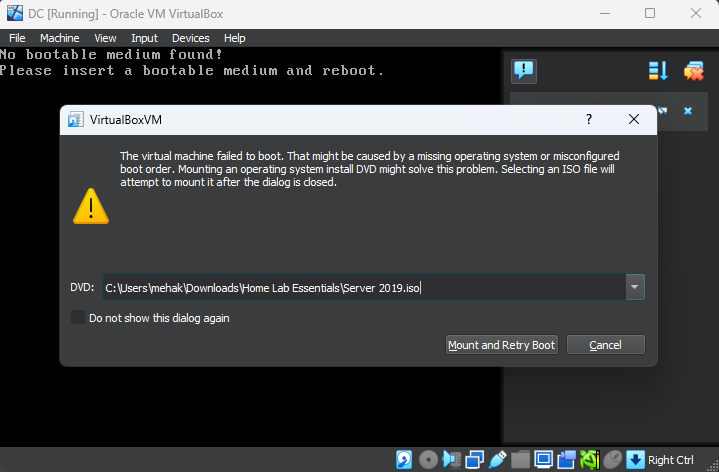 DC [Running] - Oracle VM VirtualBox
File Machine View Input Devices Help
No bootable medium found!
Please insert a bootable medium and reboot.
VirtualBoxVM
?
The virtual machine failed to boot. That might be caused by a missing operating system or misconfigured
boot order. Mounting an operating system install DVD might solve this problem. Selecting an ISO file will
attempt to mount it after the dialog is closed.
DVD: C:\Users\mehak\Downloads\Home Lab Essentials\Server 2019.iso
Do not show this dialog again
Mount and Retry Boot Cancel
Right Ctrl